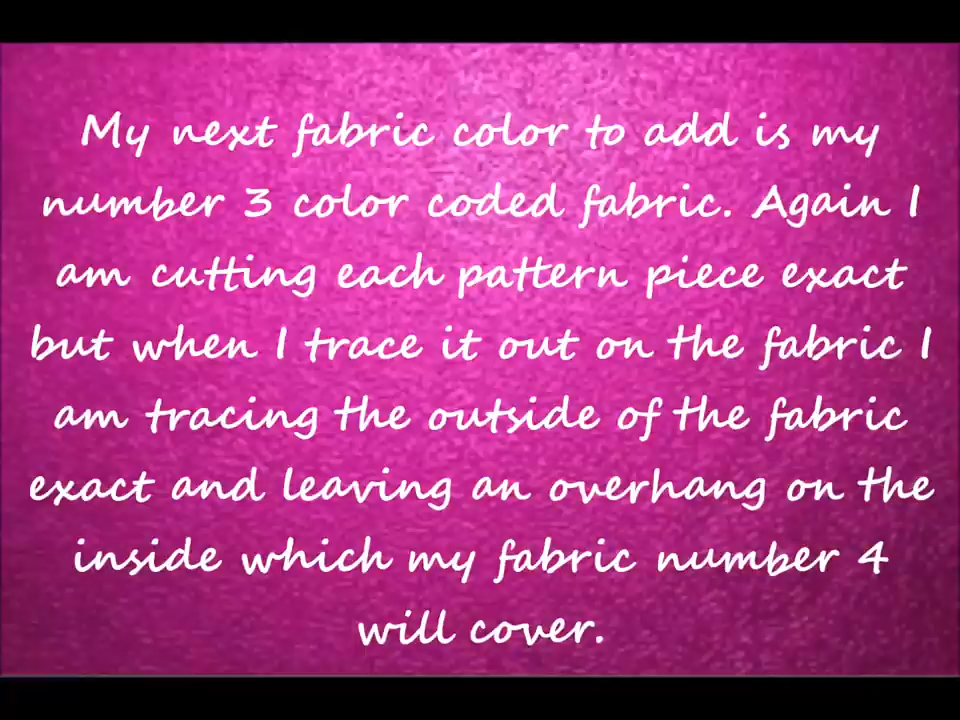 My next fabric color to add is my
number 3 color coded fabric. Again I
am cutting each pattern piece exact
but when I trace it out on the fabric I
am tracing the outside of the fabric
exact and leaving an overhang on the
inside which my fabric number 4
will cover.